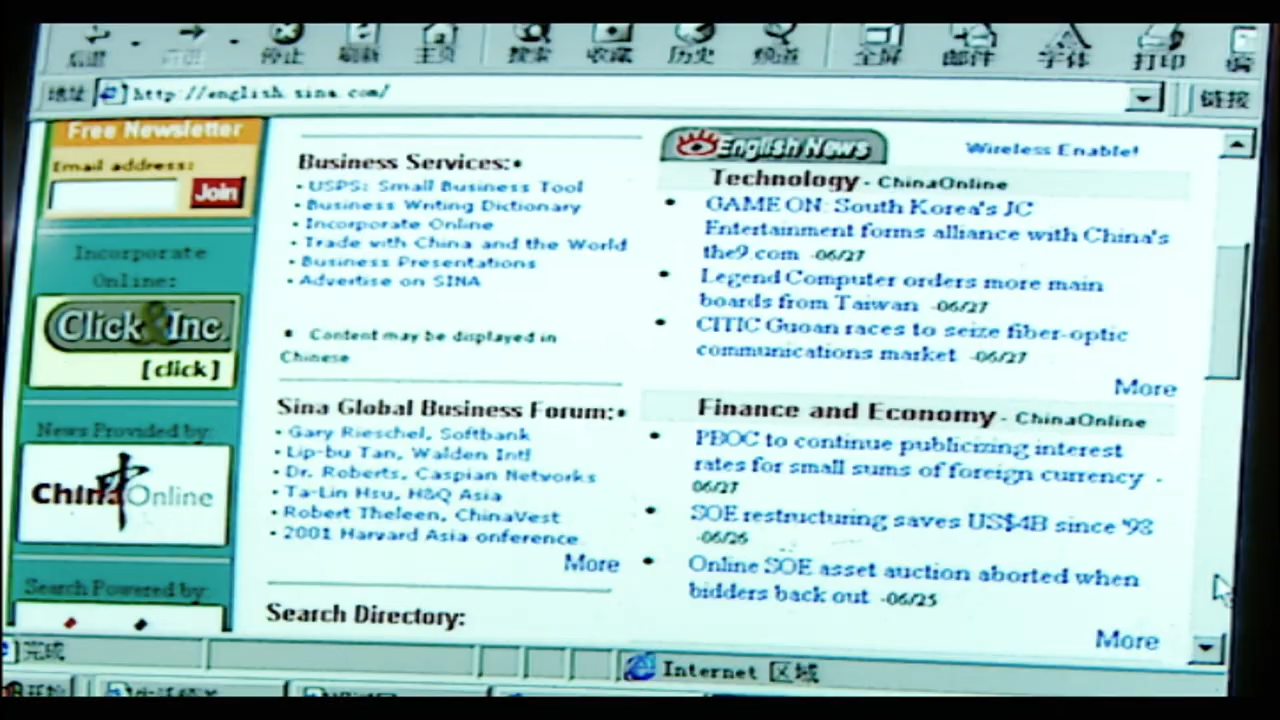 后退 前进 停止 刷新 主页 搜索 收藏 历史 频道 全屏 邮件 字体 打印
地址 http://english.sina.com/ 链接
Free Newsletter
Email address:
Join
Incorporate
Online:
Click&Inc.
[click]
News Provided by:
China Online
中
Search Powered by:
Business Services:•
• USPS: Small Business Tool
• Business Writing Dictionary
• Incorporate Online
• Trade with China and the World
• Business Presentations
• Advertise on SINA
• Content may be displayed in
Chinese
Sina Global Business Forum:•
• Gary Rieschel, Softbank
• Lip-bu Tan, Walden Intl
• Dr. Roberts, Caspian Networks
• Ta-Lin Hsu, H&Q Asia
• Robert Theleen, ChinaVest
• 2001 Harvard Asia onference
More
Search Directory:
English News
Wireless Enable!
Technology - ChinaOnline
• GAME ON: South Korea's JC
Entertainment forms alliance with China's
the9.com -06/27
• Legend Computer orders more main
boards from Taiwan -06/27
• CITIC Guoan races to seize fiber-optic
communications market -06/27
More
Finance and Economy - ChinaOnline
• PBOC to continue publicizing interest
rates for small sums of foreign currency -
06/27
• SOE restructuring saves US$4B since '98
-06/26
• Online SOE asset auction aborted when
bidders back out -06/25
More
完成
Internet 区域
开始